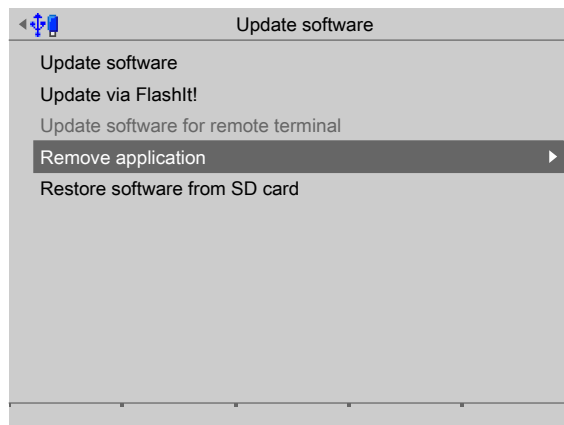 Update software
Update software
Update via FlashIt!
Update software for remote terminal
Remove application
Restore software from SD card